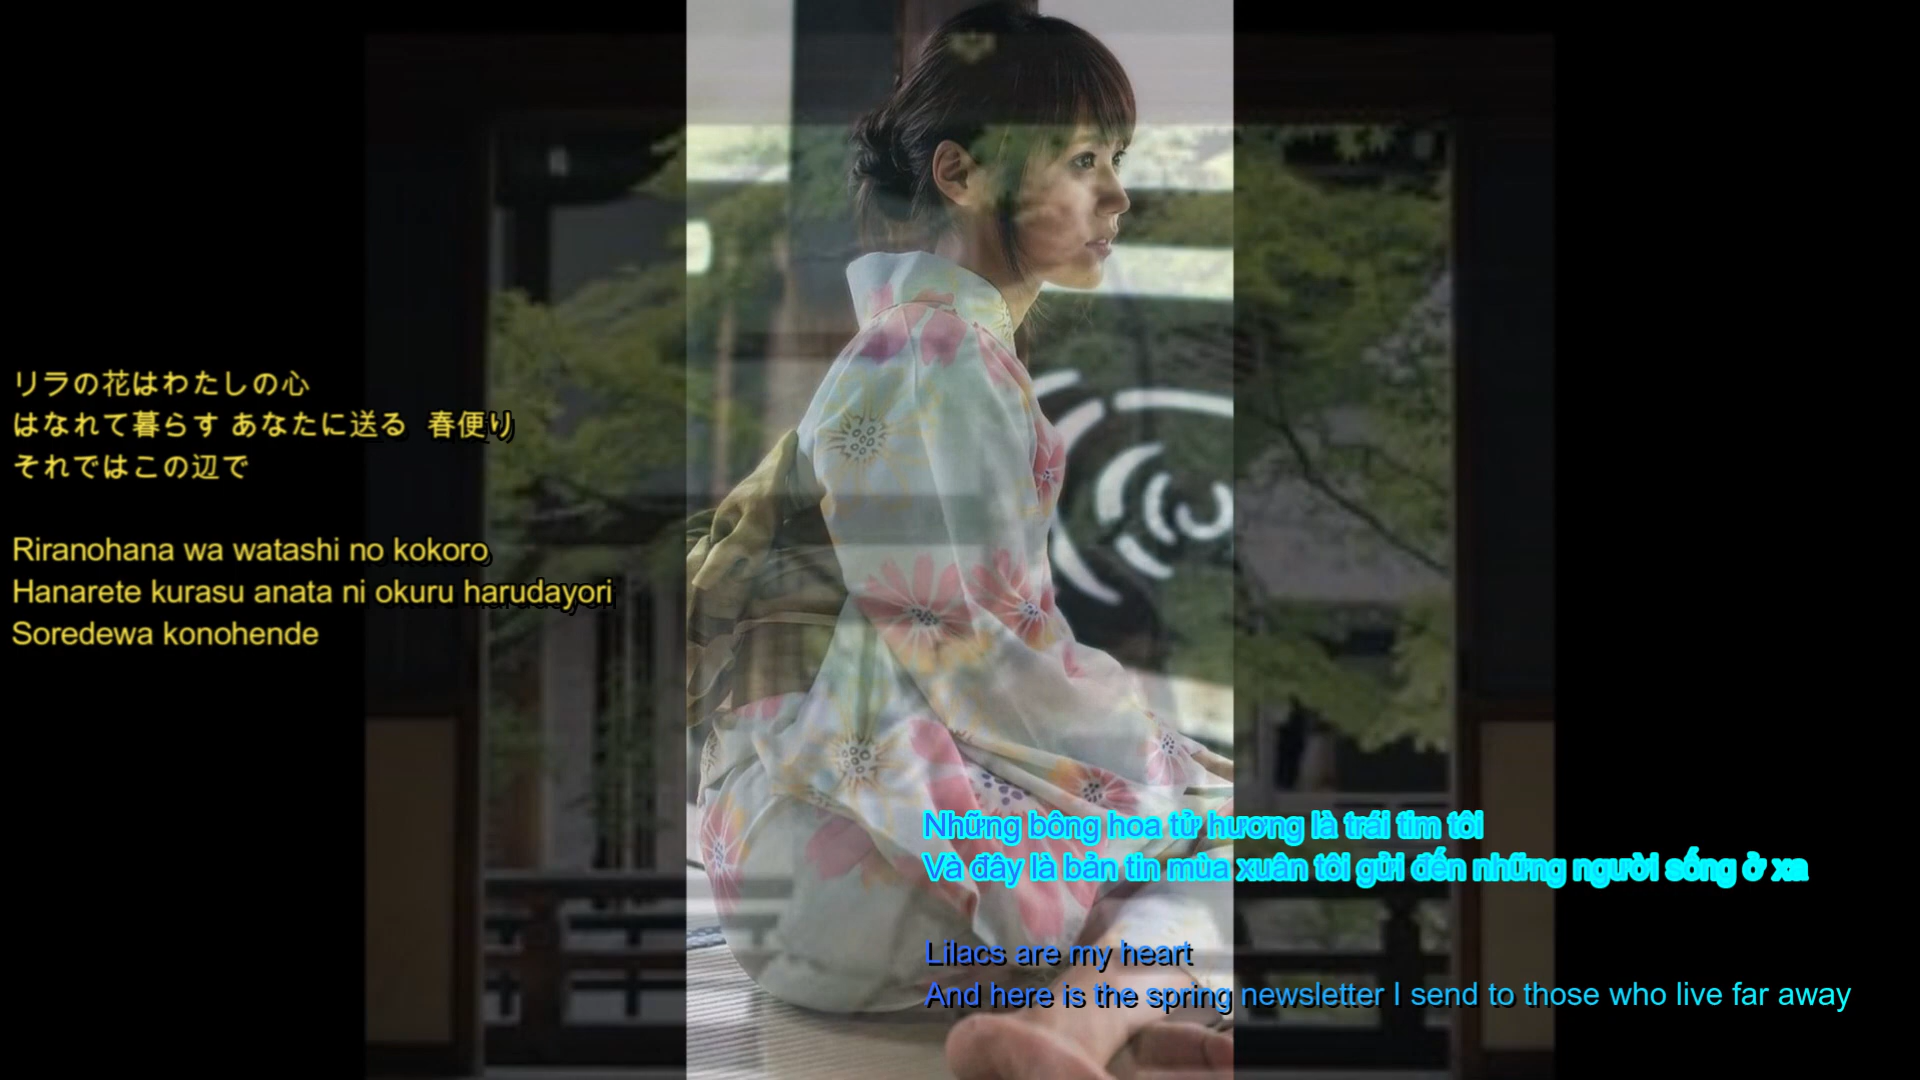 リラの花はわたしの心
はなれて暮らす あなたに送る 春便り
それではこの辺で
Riranohana wa watashi no kokoro
Hanarete kurasu anata ni okuru harudayori
Soredewa konohende
Những bông hoa tử hương là trái tim tôi
Và đây là bản tin mùa xuân tôi gửi đến những người sống ở xa
Lilacs are my heart
And here is the spring newsletter I send to those who live far away